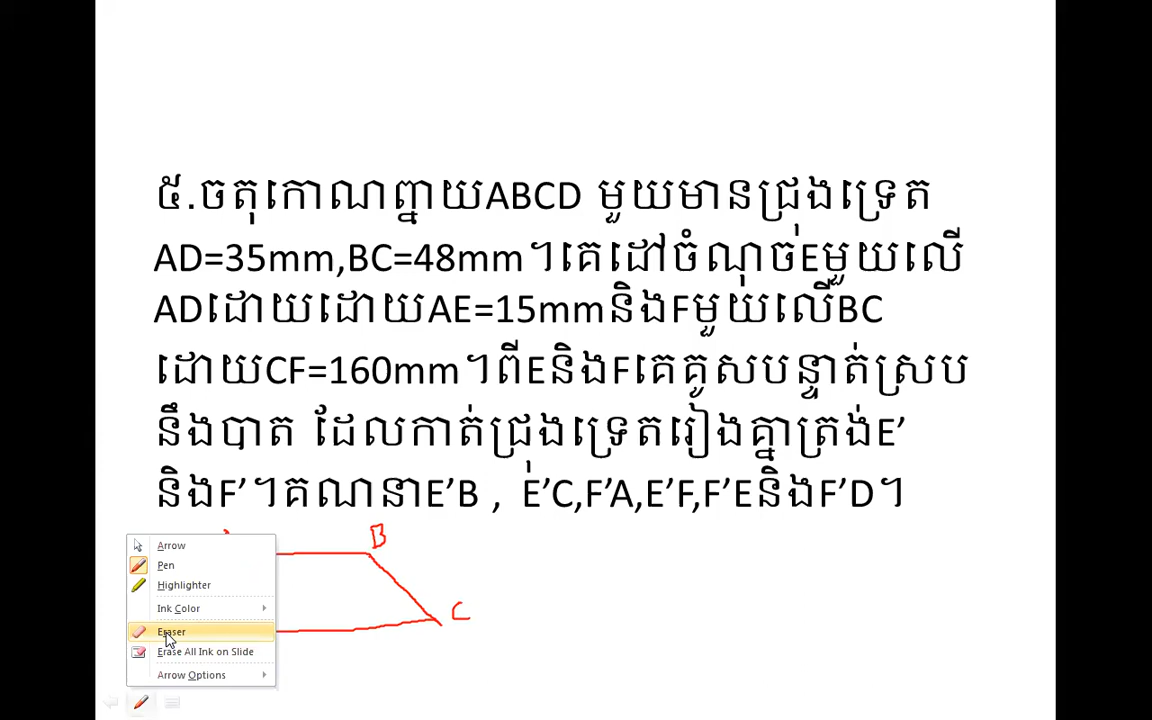 ៥.ចតុកោណព្នាយABCD មួយមានជ្រុងទ្រេត
AD=35mm,BC=48mm។គេដៅចំណុច់Eមួយលើ
ADដោយដោយAE=15mmនិងFមួយលើBC
ដោយCF=160mm។ពីEនិងFគេគូសបន្ទាត់ស្រប
នឹងបាត ដែលកាត់ជ្រុងទ្រេតរៀងគ្នាត្រង់E’
និងF’។គណនាE’B , E’់C,F’A,E’F,F’EនិងF’D។
B
C
Arrow
Pen
Highlighter
Ink Color
Eraser
Erase All Ink on Slide
Arrow Options